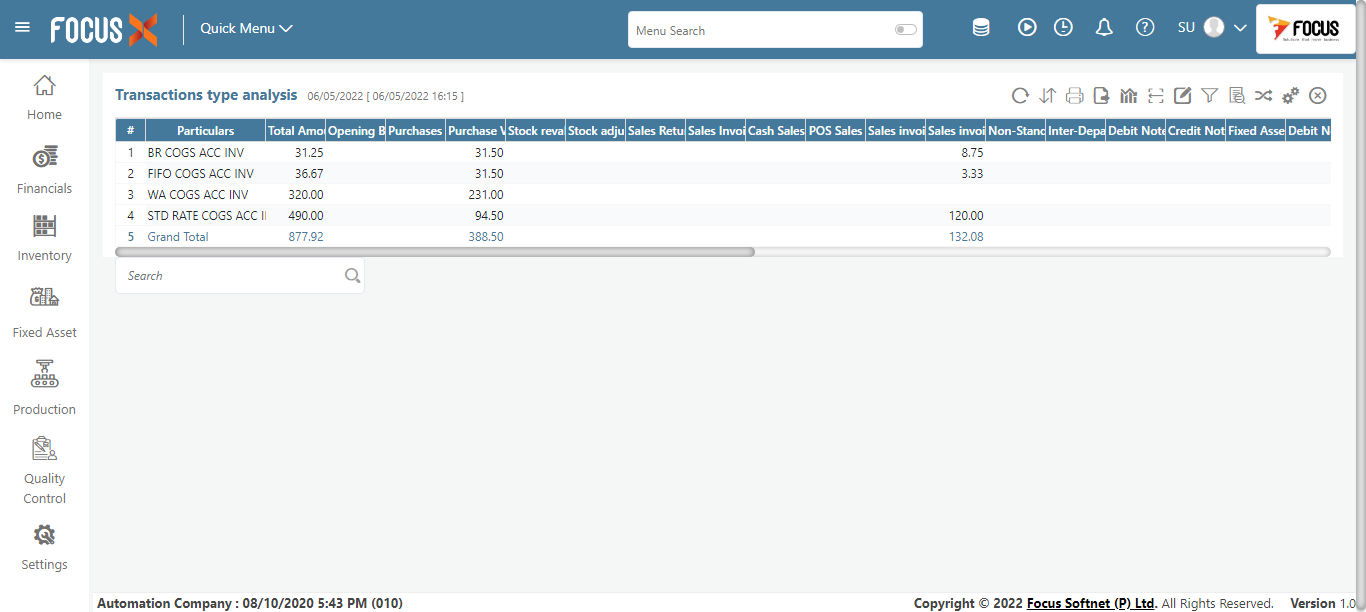 FOCUS X Quick Menu Menu Search SU FOCUS
Transactions type analysis 06/05/2022 [ 06/05/2022 16:15 ]
# Particulars Total Amo Opening B Purchases Purchase V Stock reval Stock adju Sales Retu Sales Invoi Cash Sales POS Sales Sales invoi Sales invoi Non-Stanc Inter-Depa Debit Note Credit Not Fixed Asse Debit N
1 BR COGS ACC INV 31.25 31.50 8.75
2 FIFO COGS ACC INV 36.67 31.50 3.33
3 WA COGS ACC INV 320.00 231.00
4 STD RATE COGS ACC I 490.00 94.50 120.00
5 Grand Total 877.92 388.50 132.08
Search
Home
Financials
Inventory
Fixed Asset
Production
Quality
Control
Settings
Automation Company : 08/10/2020 5:43 PM (010)
Copyright © 2022 Focus Softnet (P) Ltd. All Rights Reserved. Version 1.0